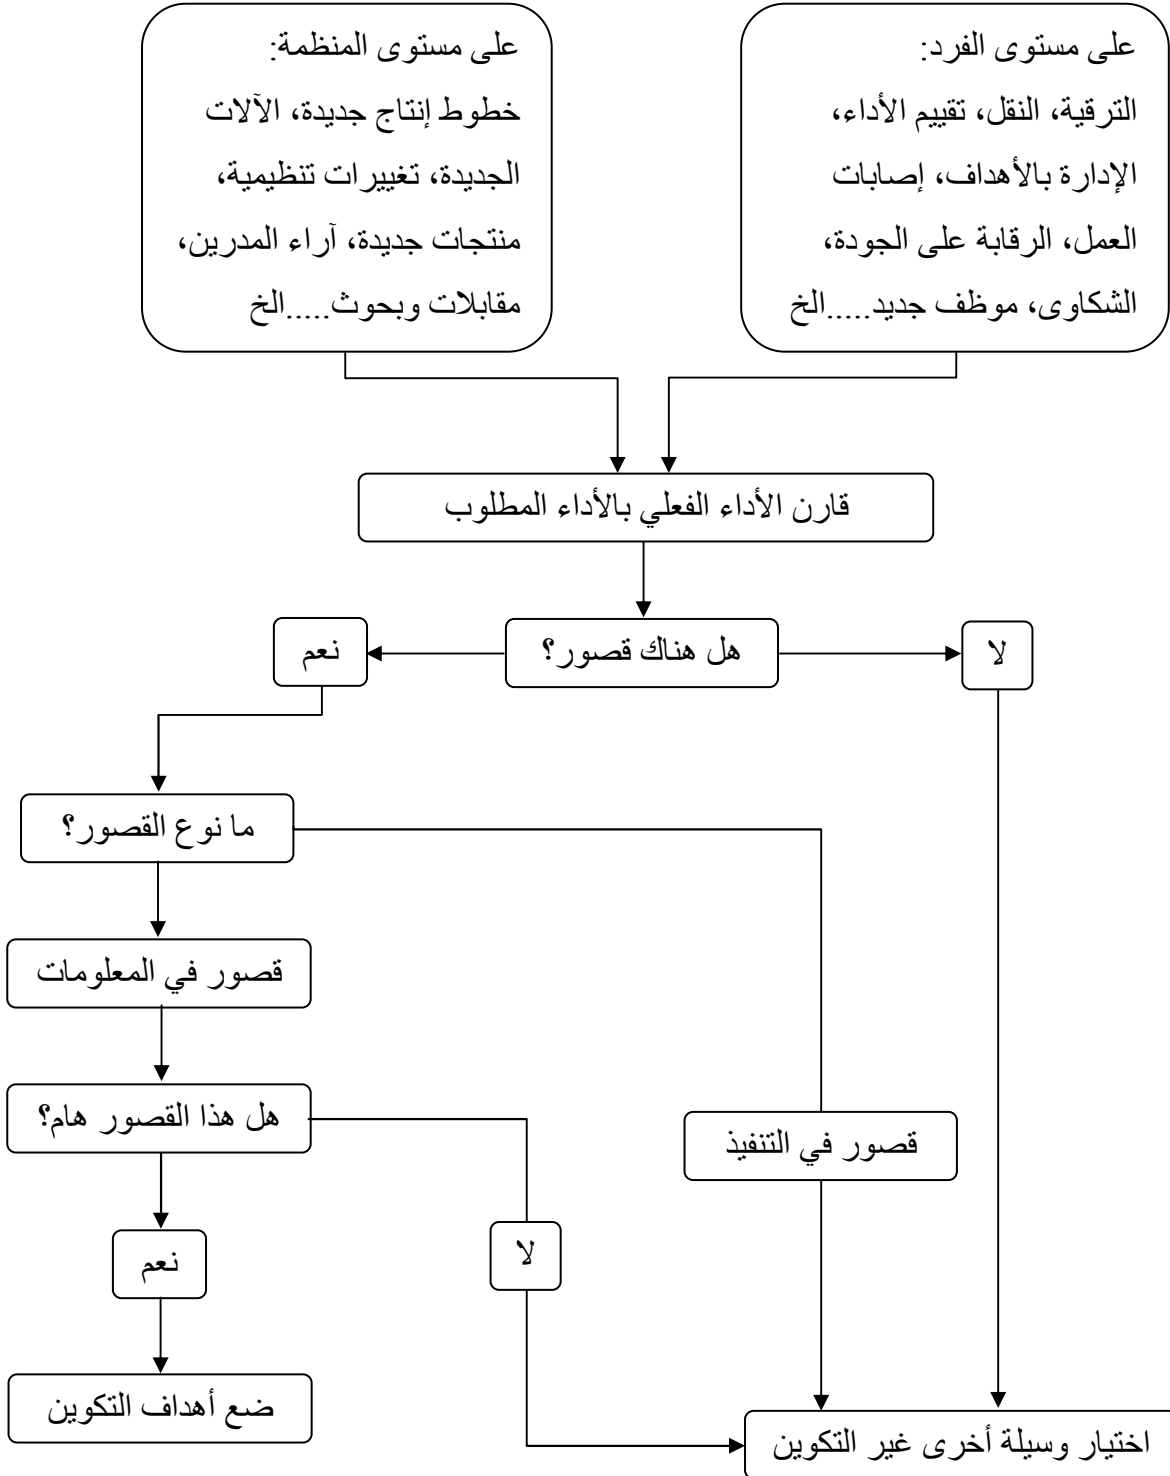 على مستوى الفرد:
الترقية، النقل، تقييم الأداء،
الإدارة بالأهداف، إصابات
العمل، الرقابة على الجودة،
الشكاوى، موظف جديد.....الخ
على مستوى المنظمة:
خطوط إنتاج جديدة، الآلات
الجديدة، تغييرات تنظيمية،
منتجات جديدة، آراء المدرين،
مقابلات وبحوث.....الخ
قارن الأداء الفعلي بالأداء المطلوب
لا
هل هناك قصور؟
نعم
ما نوع القصور؟
قصور في المعلومات
هل هذا القصور هام؟
قصور في التنفيذ
لا
نعم
ضع أهداف التكوين
اختيار وسيلة أخرى غير التكوين